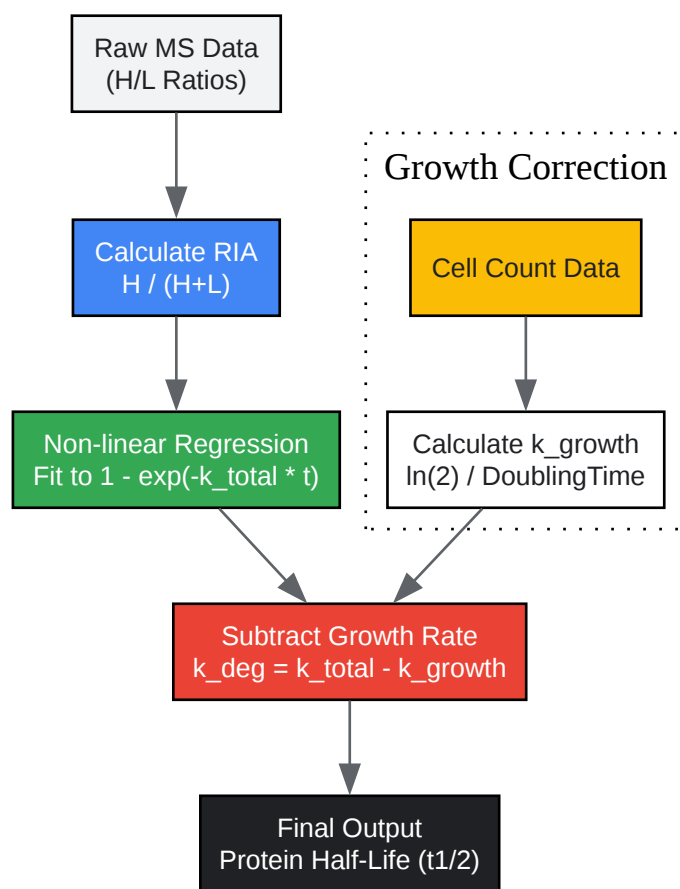 Raw MS Data
(H/L Ratios)
Growth Correction
Calculate RIA
H / (H+L)
Cell Count Data
Non-linear Regression
Fit to 1 - exp(-k_total * t)
Calculate k_growth
ln(2) / DoublingTime
Subtract Growth Rate
k_deg = k_total - k_growth
Final Output
Protein Half-Life (t1/2)